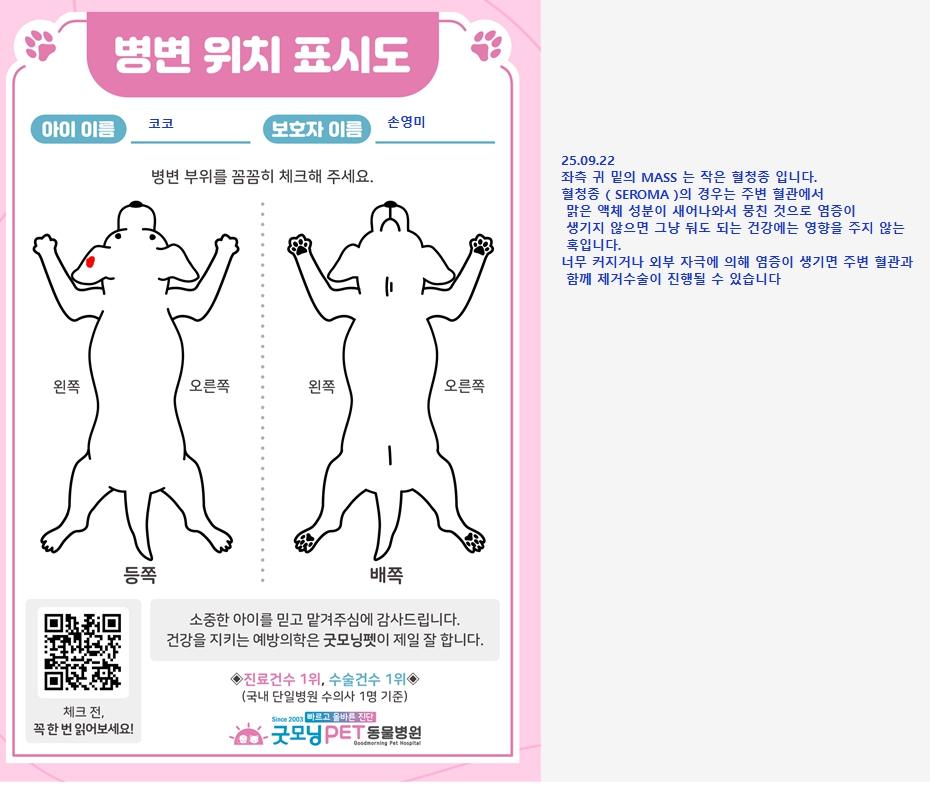 병변 위치 표시도
아이 이름 코코 보호자 이름 손영미
병변 부위를 꼼꼼히 체크해 주세요.
왼쪽 오른쪽 왼쪽 오른쪽
등쪽 배쪽
체크 전,
꼭 한 번 읽어보세요!
소중한 아이를 믿고 맡겨주심에 감사드립니다.
건강을 지키는 예방의학은 굿모닝펫이 제일 잘 합니다.
◈진료건수 1위, 수술건수 1위◈
(국내 단일병원 수의사 1명 기준)
Since 2003 바르고 올바른 진단
굿모닝PET동물병원
Goodmorning Pet Hospital
25.09.22
좌측 귀 밑의 MASS 는 작은 혈청종 입니다.
혈청종 ( SEROMA )의 경우는 주변 혈관에서
맑은 액체 성분이 새어나와서 뭉친 것으로 염증이
생기지 않으면 그냥 둬도 되는 건강에는 영향을 주지 않는
혹입니다.
너무 커지거나 외부 자극에 의해 염증이 생기면 주변 혈관과
함께 제거수술이 진행될 수 있습니다